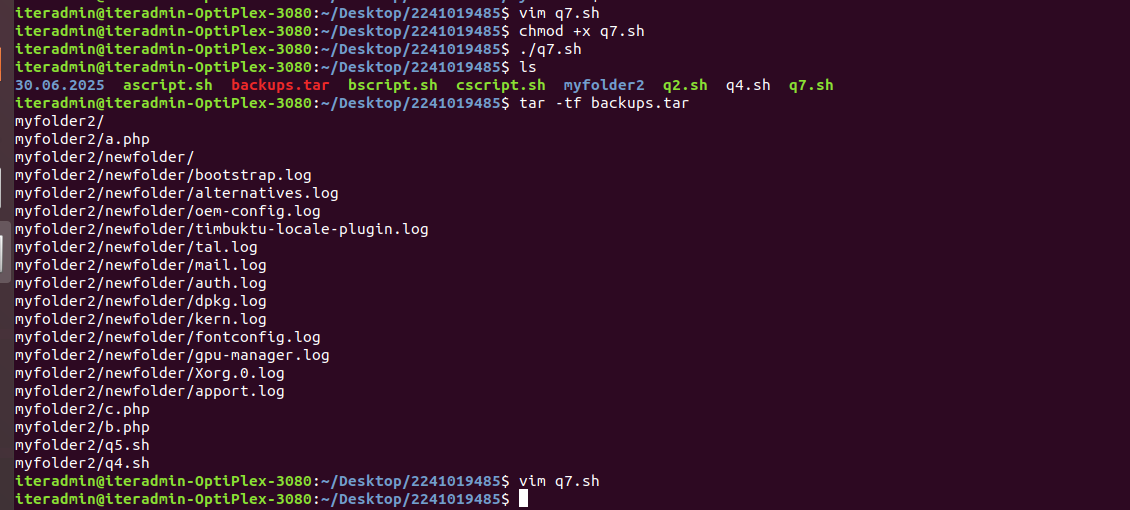 iteradmin@iteradmin-OptiPlex-3080:~/Desktop/2241019485$ vim q7.sh
iteradmin@iteradmin-OptiPlex-3080:~/Desktop/2241019485$ chmod +x q7.sh
iteradmin@iteradmin-OptiPlex-3080:~/Desktop/2241019485$ ./q7.sh
iteradmin@iteradmin-OptiPlex-3080:~/Desktop/2241019485$ ls
30.06.2025  ascript.sh  backups.tar  bscript.sh  cscript.sh  myfolder2  q2.sh  q4.sh  q7.sh
iteradmin@iteradmin-OptiPlex-3080:~/Desktop/2241019485$ tar -tf backups.tar
myfolder2/
myfolder2/a.php
myfolder2/newfolder/
myfolder2/newfolder/bootstrap.log
myfolder2/newfolder/alternatives.log
myfolder2/newfolder/oem-config.log
myfolder2/newfolder/timbuktu-locale-plugin.log
myfolder2/newfolder/tal.log
myfolder2/newfolder/mail.log
myfolder2/newfolder/auth.log
myfolder2/newfolder/dpkg.log
myfolder2/newfolder/kern.log
myfolder2/newfolder/fontconfig.log
myfolder2/newfolder/gpu-manager.log
myfolder2/newfolder/Xorg.0.log
myfolder2/newfolder/apport.log
myfolder2/c.php
myfolder2/b.php
myfolder2/q5.sh
myfolder2/q4.sh
iteradmin@iteradmin-OptiPlex-3080:~/Desktop/2241019485$ vim q7.sh
iteradmin@iteradmin-OptiPlex-3080:~/Desktop/2241019485$